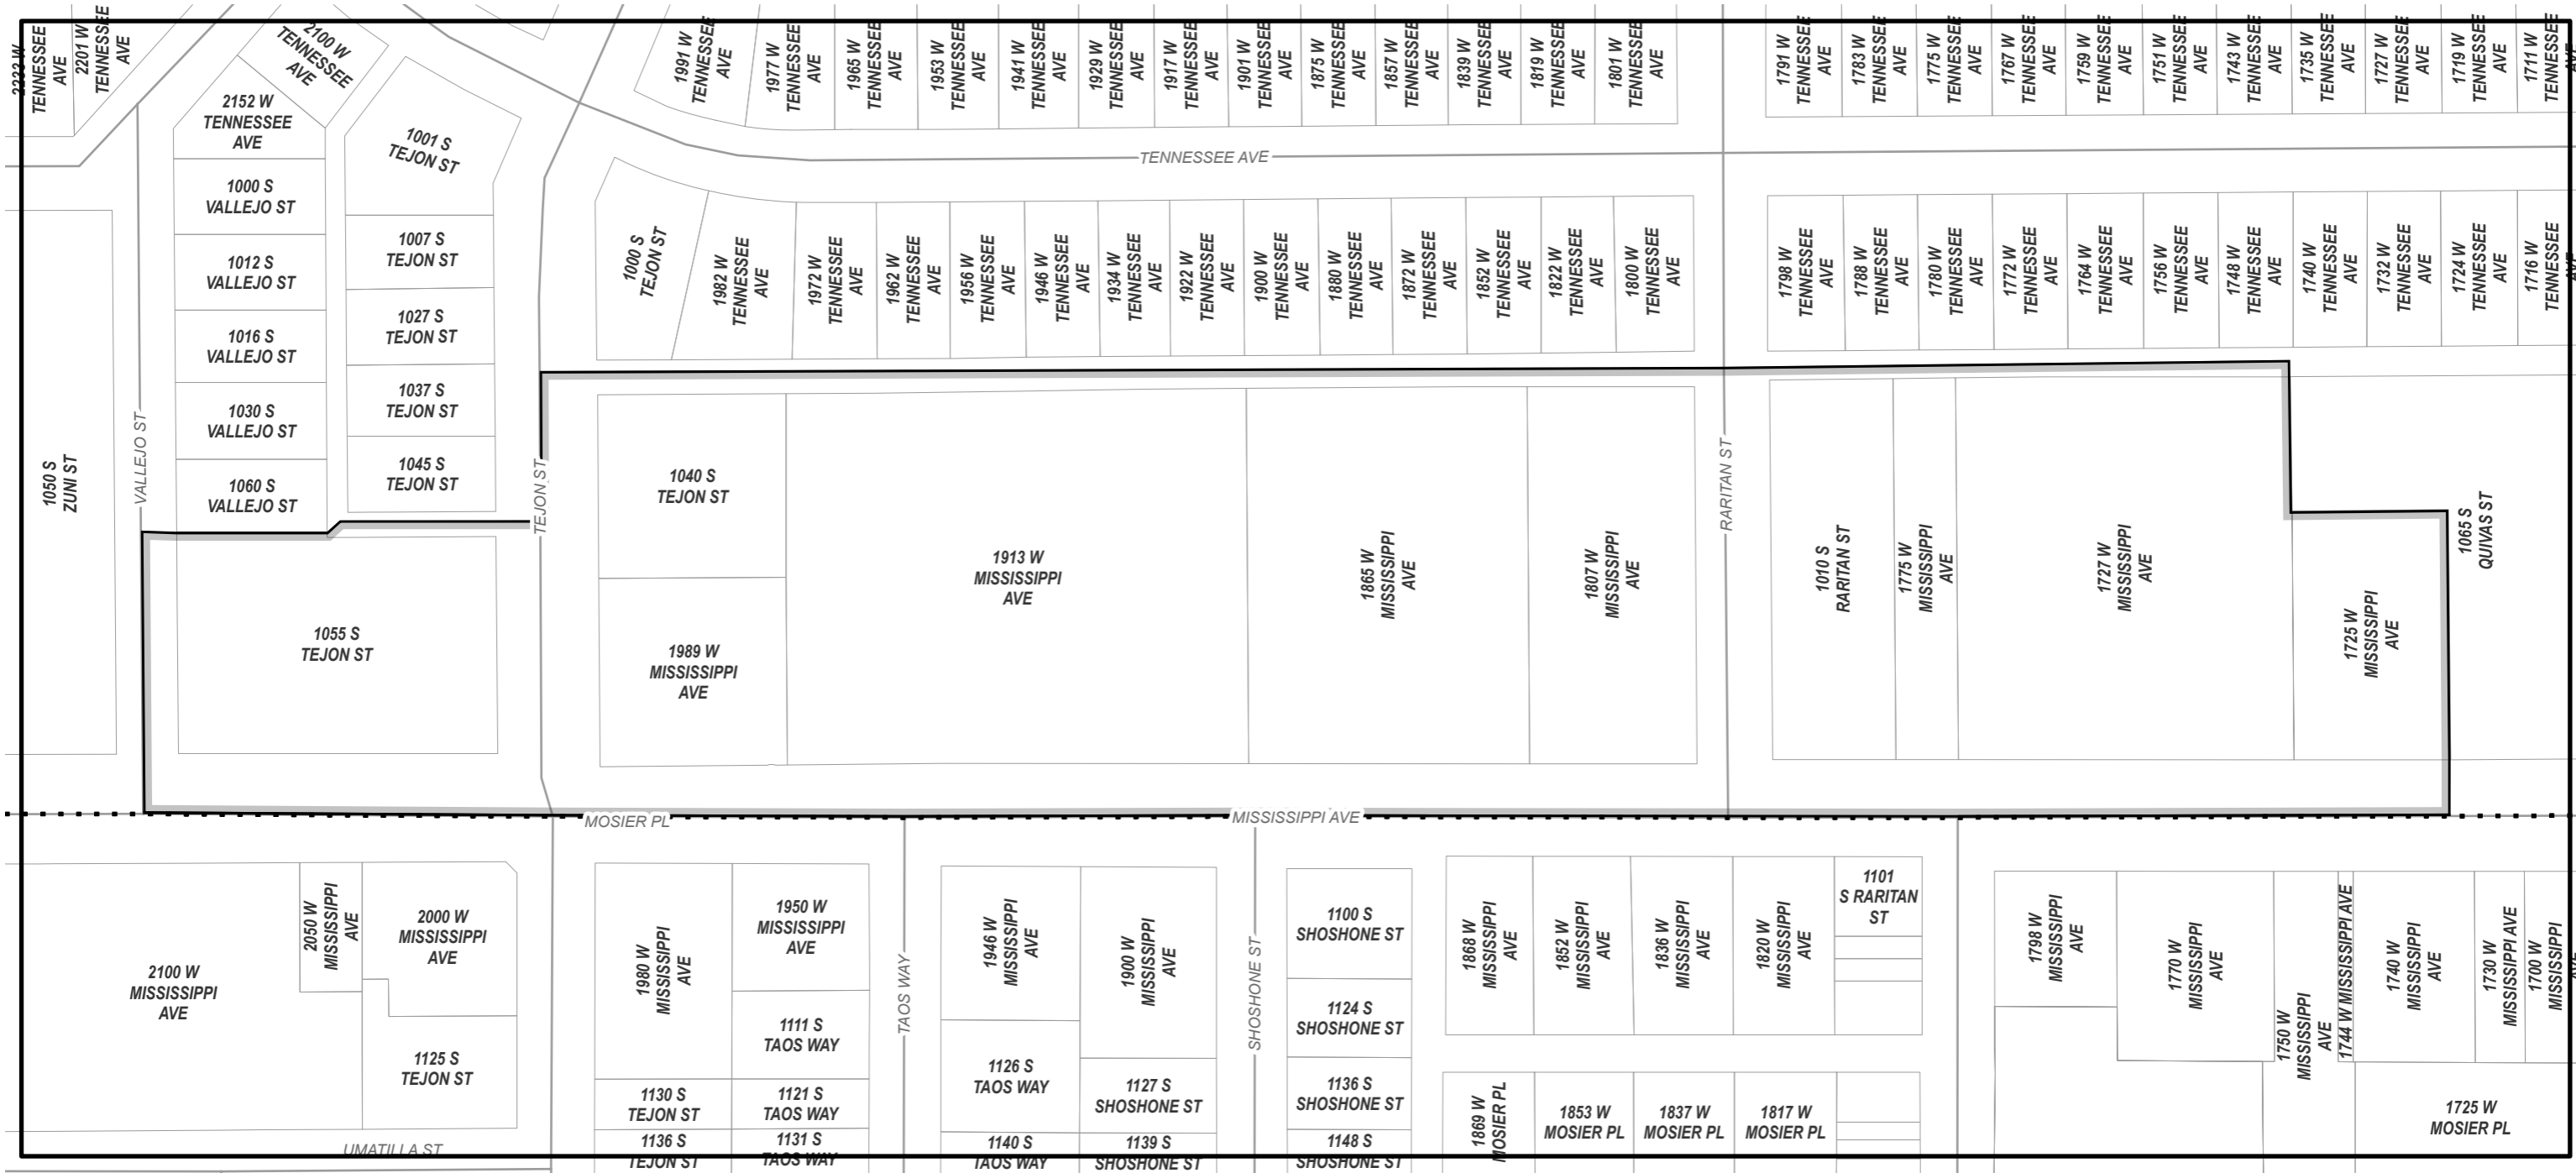 2233 W
TENNESSEE
AVE
2201 W
TENNESSEE
AVE
2100 W
TENNESSEE
AVE
1991 W
TENNESSEE
AVE
1977 W
TENNESSEE
AVE
1965 W
TENNESSEE
AVE
1953 W
TENNESSEE
AVE
1941 W
TENNESSEE
AVE
1929 W
TENNESSEE
AVE
1917 W
TENNESSEE
AVE
1901 W
TENNESSEE
AVE
1875 W
TENNESSEE
AVE
1857 W
TENNESSEE
AVE
1839 W
TENNESSEE
AVE
1819 W
TENNESSEE
AVE
1801 W
TENNESSEE
AVE
1791 W
TENNESSEE
AVE
1783 W
TENNESSEE
AVE
1775 W
TENNESSEE
AVE
1767 W
TENNESSEE
AVE
1759 W
TENNESSEE
AVE
1751 W
TENNESSEE
AVE
1743 W
TENNESSEE
AVE
1735 W
TENNESSEE
AVE
1727 W
TENNESSEE
AVE
1719 W
TENNESSEE
AVE
1711 W
TENNESSEE
AVE
2152 W
TENNESSEE
AVE
1001 S
TEJON ST
TENNESSEE AVE
1000 S
VALLEJO ST
1012 S
VALLEJO ST
1016 S
VALLEJO ST
1030 S
VALLEJO ST
1060 S
VALLEJO ST
1007 S
TEJON ST
1027 S
TEJON ST
1037 S
TEJON ST
1045 S
TEJON ST
1000 S
TEJON ST
1982 W
TENNESSEE
AVE
1972 W
TENNESSEE
AVE
1962 W
TENNESSEE
AVE
1956 W
TENNESSEE
AVE
1946 W
TENNESSEE
AVE
1934 W
TENNESSEE
AVE
1922 W
TENNESSEE
AVE
1900 W
TENNESSEE
AVE
1880 W
TENNESSEE
AVE
1872 W
TENNESSEE
AVE
1852 W
TENNESSEE
AVE
1822 W
TENNESSEE
AVE
1800 W
TENNESSEE
AVE
1798 W
TENNESSEE
AVE
1788 W
TENNESSEE
AVE
1780 W
TENNESSEE
AVE
1772 W
TENNESSEE
AVE
1764 W
TENNESSEE
AVE
1756 W
TENNESSEE
AVE
1748 W
TENNESSEE
AVE
1740 W
TENNESSEE
AVE
1732 W
TENNESSEE
AVE
1724 W
TENNESSEE
AVE
1716 W
TENNESSEE
AVE
1050 S
ZUNI ST
VALLEJO ST
TEJON ST
1055 S
TEJON ST
1040 S
TEJON ST
1989 W
MISSISSIPPI
AVE
1913 W
MISSISSIPPI
AVE
1865 W
MISSISSIPPI
AVE
1807 W
MISSISSIPPI
AVE
RARITAN ST
1010 S
RARITAN ST
1775 W
MISSISSIPPI
AVE
1727 W
MISSISSIPPI
AVE
1725 W
MISSISSIPPI
AVE
1065 S
QUIVAS ST
MOSIER PL
MISSISSIPPI AVE
2100 W
MISSISSIPPI
AVE
2050 W
MISSISSIPPI
AVE
2000 W
MISSISSIPPI
AVE
1125 S
TEJON ST
UMATILLA ST
1980 W
MISSISSIPPI
AVE
1950 W
MISSISSIPPI
AVE
1111 S
TAOS WAY
1130 S
TEJON ST
1121 S
TAOS WAY
1136 S
TEJON ST
1131 S
TAOS WAY
TAOS WAY
1946 W
MISSISSIPPI
AVE
1900 W
MISSISSIPPI
AVE
1126 S
TAOS WAY
1127 S
SHOSHONE ST
1140 S
TAOS WAY
1139 S
SHOSHONE ST
SHOSHONE ST
1100 S
SHOSHONE ST
1124 S
SHOSHONE ST
1136 S
SHOSHONE ST
1148 S
SHOSHONE ST
1868 W
MISSISSIPPI
AVE
1852 W
MISSISSIPPI
AVE
1836 W
MISSISSIPPI
AVE
1820 W
MISSISSIPPI
AVE
1101
S RARITAN
ST
1869 W
MOSIER PL
1853 W
MOSIER PL
1837 W
MOSIER PL
1817 W
MOSIER PL
1798 W
MISSISSIPPI
AVE
1770 W
MISSISSIPPI
AVE
1750 W
MISSISSIPPI
AVE
1744 W MISSISSIPPI AVE
1740 W
MISSISSIPPI
AVE
1730 W
MISSISSIPPI AVE
1700 W
MISSISSIPPI
AVE
1725 W
MOSIER PL